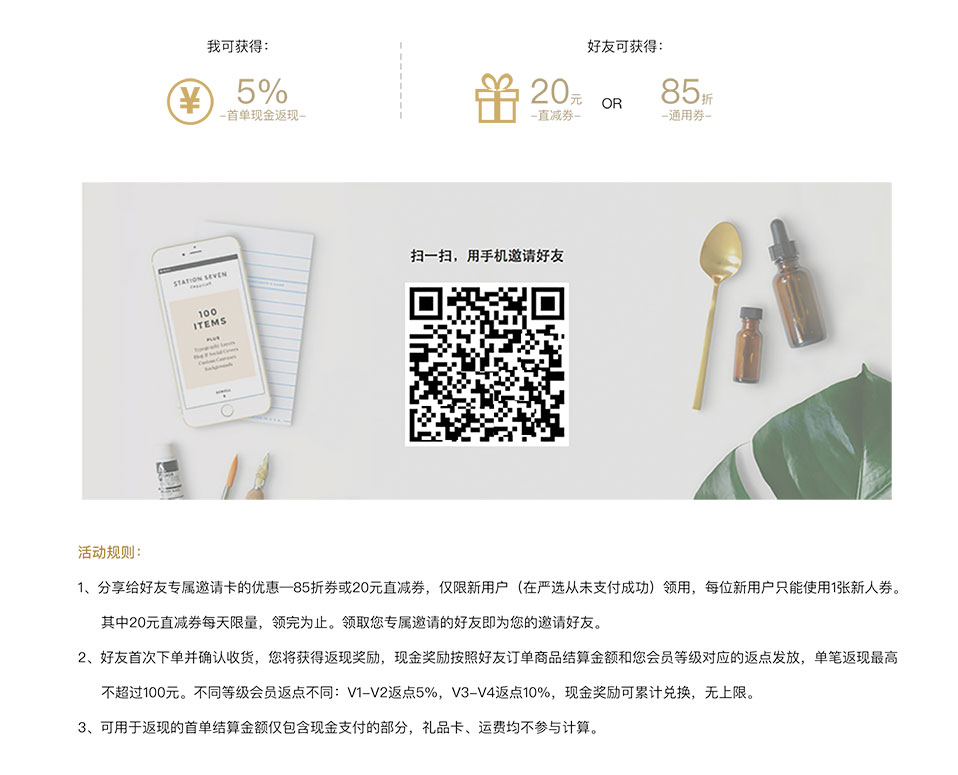 我可获得：
好友可获得：
¥ 5%
–首单现金返现–
20元
–直减券–
OR
85折
–通用券–
扫一扫，用手机邀请好友
STATION SEVEN
100
ITEMS
PLUS
Typography Layers
Blog & Social Covers
Custom Canvases
Backgrounds
SCROLL
活动规则：
1、分享给好友专属邀请卡的优惠—85折券或20元直减券，仅限新用户（在严选从未支付成功）领用，每位新用户只能使用1张新人券。
其中20元直减券每天限量，领完为止。领取您专属邀请的好友即为您的邀请好友。
2、好友首次下单并确认收货，您将获得返现奖励，现金奖励按照好友订单商品结算金额和您会员等级对应的返点发放，单笔返现最高
不超过100元。不同等级会员返点不同：V1–V2返点5%，V3–V4返点10%，现金奖励可累计兑换，无上限。
3、可用于返现的首单结算金额仅包含现金支付的部分，礼品卡、运费均不参与计算。